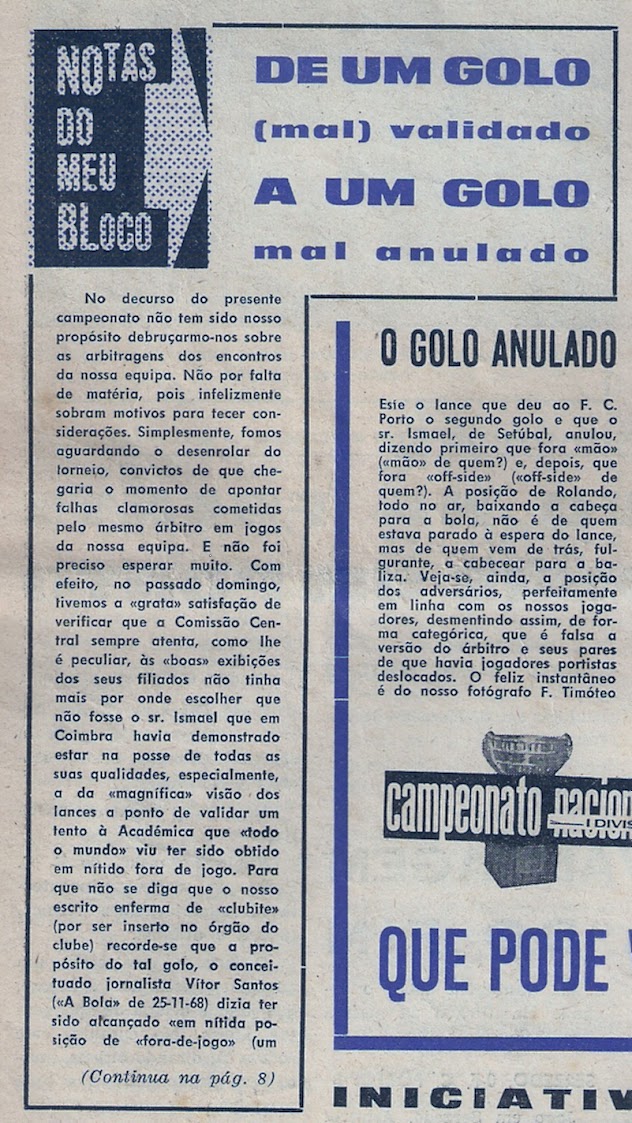 NOTAS
DO
MEU
BLOCO
DE UM GOLO
(mal) validado
A UM GOLO
mal anulado
No decurso do presente
campeonato não tem sido nosso
propósito debruçarmo-nos sobre
as arbitragens dos encontros
da nossa equipa. Não por falta
de matéria, pois infelizmente
sobram motivos para tecer con-
siderações. Simplesmente, fomos
aguardando o desenrolar do
torneio, convictos de que che-
garia o momento de apontar
falhas clamorosas cometidas
pelo mesmo árbitro em jogos
da nossa equipa. E não foi
preciso esperar muito. Com
efeito, no passado domingo,
tivemos a «grata» satisfação de
verificar que a Comissão Cen-
tral sempre atenta, como lhe
é peculiar, às «boas» exibições
dos seus filiados não tinha
mais por onde escolher que
não fosse o sr. Ismael que em
Coimbra havia demonstrado
estar na posse de todas as
suas qualidades, especialmente,
a da «magnífica» visão dos
lances a ponto de validar um
tento à Académica que «todo
o mundo» viu ter sido obtido
em nítido fora de jogo. Para
que não se diga que o nosso
escrito enferma de «clubite»
(por ser inserto no órgão do
clube) recorde-se que a pro-
pósito do tal golo, o concei-
tuado jornalista Vítor Santos
(«A Bola» de 25-11-68) dizia ter
sido alcançado «em nítida po-
sição de «fora-de-jogo» (um
(Continua na pág. 8)
O GOLO ANULADO
Este o lance que deu ao F. C.
Porto o segundo golo e que o
sr. Ismael, de Setúbal, anulou,
dizendo primeiro que fora «mão»
(«mão» de quem?) e, depois, que
fora «off-side» («off-side» de
quem?). A posição de Rolando,
todo no ar, baixando a cabeça
para a bola, não é de quem
estava parado à espera do lance,
mas de quem vem de trás, ful-
gurante, a cabecear para a ba-
liza. Veja-se, ainda, a posição
dos adversários, perfeitamente
em linha com os nossos joga-
dores, desmentindo assim, de for-
ma categórica, que é falsa a
versão do árbitro e seus pares
de que havia jogadores portistas
deslocados. O feliz instantâneo
é do nosso fotógrafo F. Timóteo
campeonato nacion
I DIVIS
QUE PODE
INICIATIV